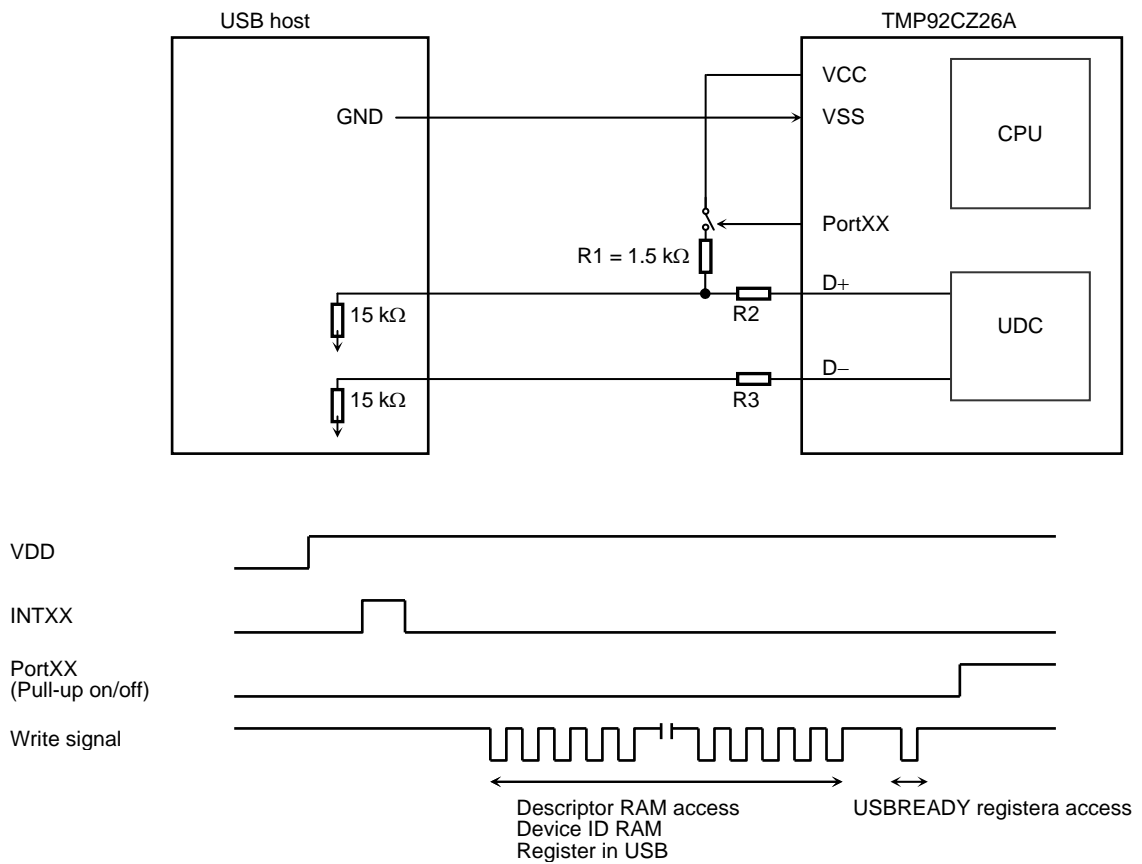 USB host
TMP92CZ26A
VCC
GND
VSS
CPU
PortXX
R1 = 1.5 kΩ
D+
15 kΩ
R2
UDC
D−
15 kΩ
R3
VDD
INTXX
PortXX
(Pull-up on/off)
Write signal
Descriptor RAM access
Device ID RAM
Register in USB
USBREADY registera access